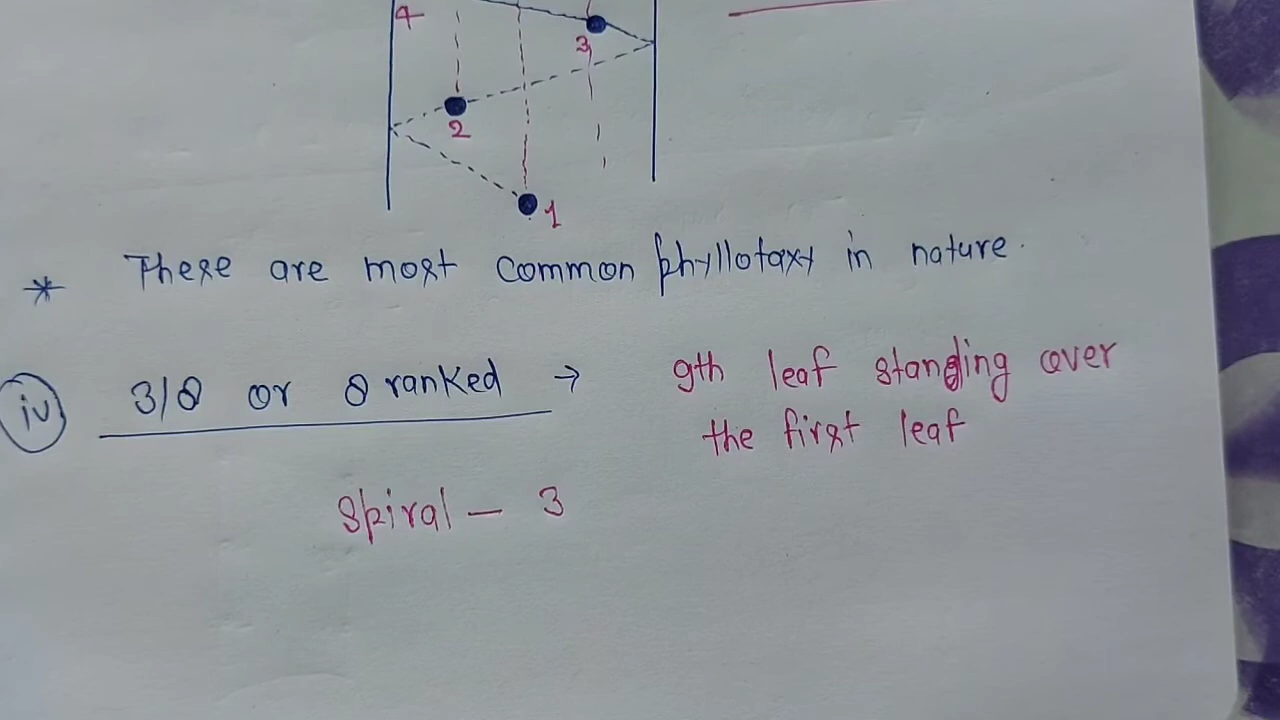 4
3
2
1
* These are most common phyllotaxy in nature.
iv 3/8 or 8 ranked → 9th leaf standing over
the first leaf
Spiral – 3